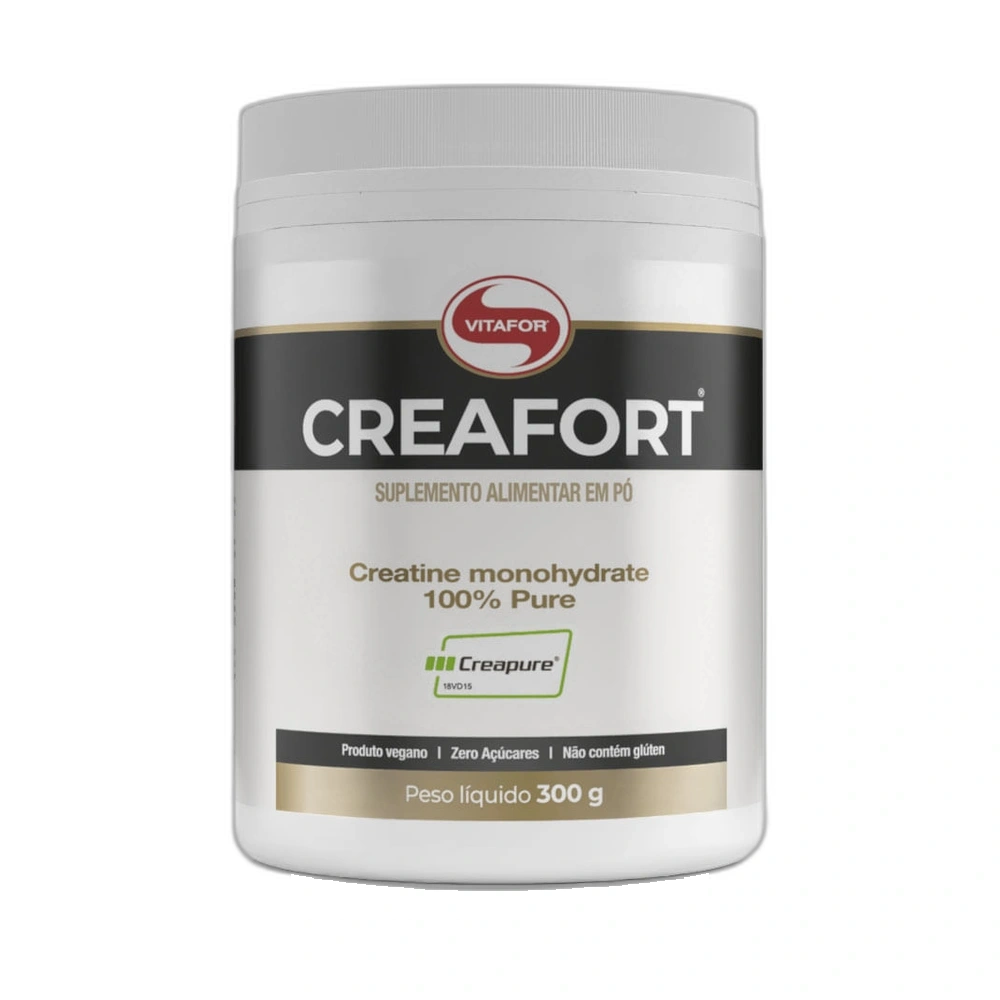 VITAFOR®
CREAFORT®
SUPLEMENTO ALIMENTAR EM PÓ
Creatine monohydrate
100% Pure
Creapure®
18VD15
Produto vegano | Zero Açúcares | Não contém glúten
Peso líquido 300 g